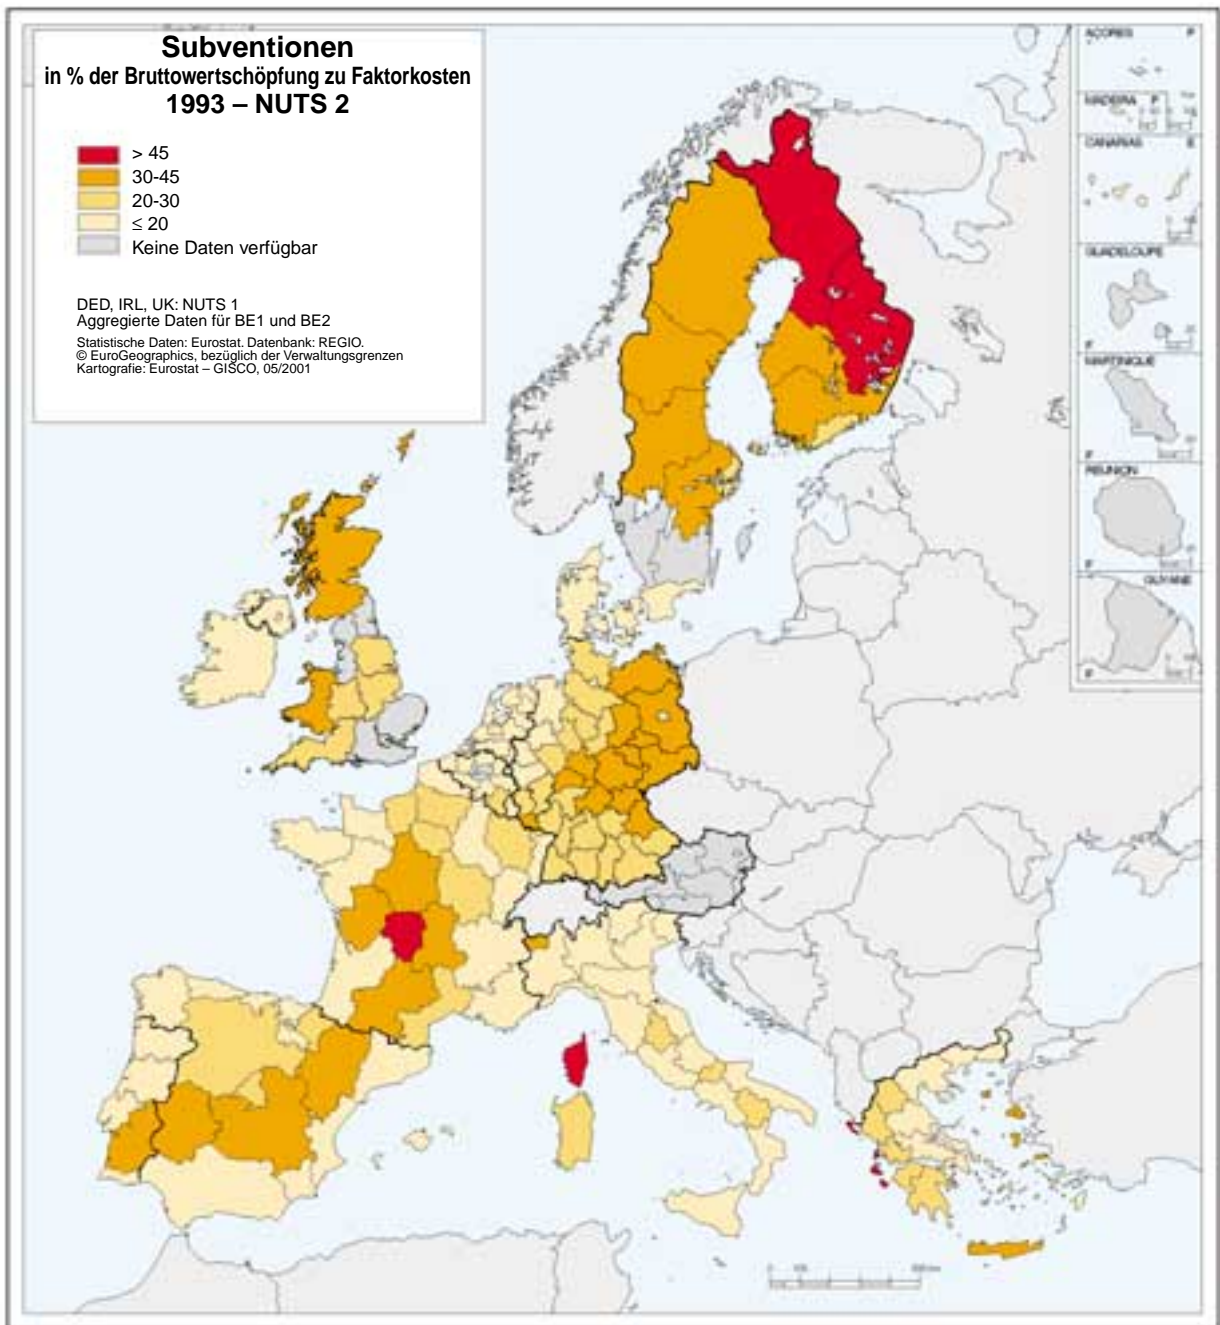 Subventionen
in % der Bruttowertschöpfung zu Faktorkosten
1993 – NUTS 2
> 45
30-45
20-30
≤ 20
Keine Daten verfügbar
DED, IRL, UK: NUTS 1
Aggregierte Daten für BE1 und BE2
Statistische Daten: Eurostat. Datenbank: REGIO.
© EuroGeographics, bezüglich der Verwaltungsgrenzen
Kartografie: Eurostat – GISCO, 05/2001
AÇORES P
MADEIRA P
CANARIAS E
GUADELOUPE
F
MARTINIQUE
F
REUNION
F
GUYANE
F